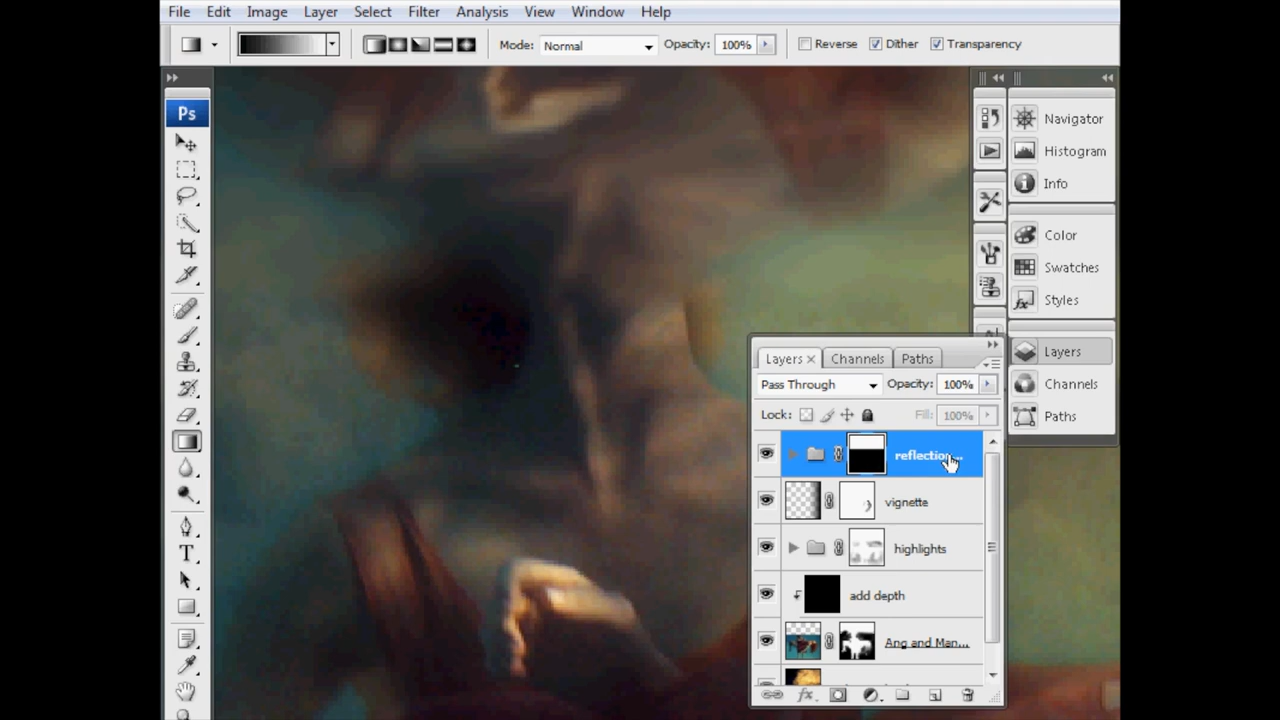 File Edit Image Layer Select Filter Analysis View Window Help
Mode: Normal Opacity: 100% Reverse Dither Transparency
Ps
Navigator
Histogram
Info
Color
Swatches
Styles
Layers
Channels
Paths
Layers Channels Paths
Pass Through Opacity: 100%
Lock: Fill: 100%
reflection...
vignette
highlights
add depth
Ang and Man...